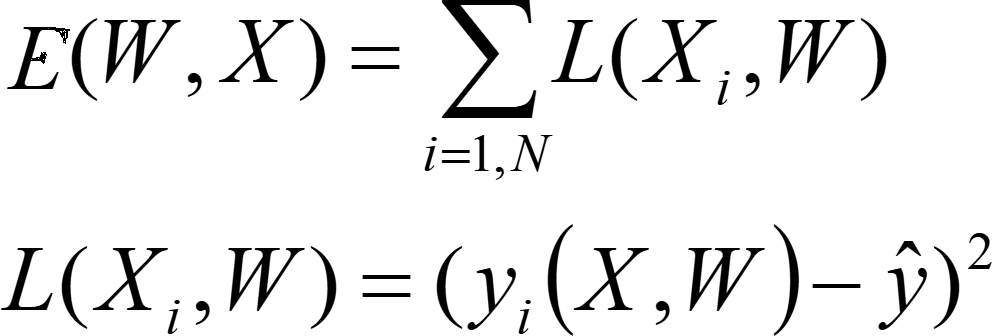 E(W,X) = ∑_{i=1,N} L(X_i,W)
L(X_i,W) = (y_i(X,W) − ŷ)^2